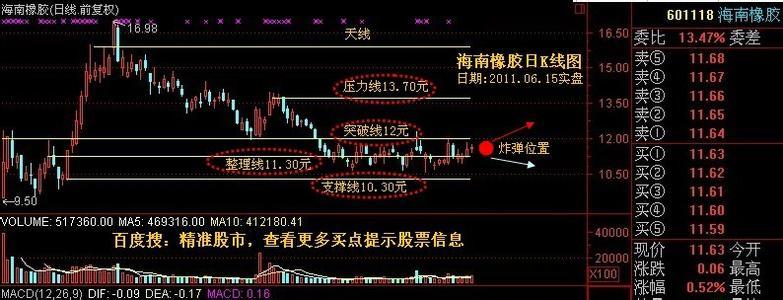 海南橡胶(日线.前复权)
16.98
天线
海南橡胶日K线图
日期:2011.06.15实盘
压力线13.70元
突破线12元
炸弹位置
整理线11.30元
支撑线10.30元
9.50
16.50
15.00
13.50
12.00
10.50
VOLUME: 517360.00 MA5: 469316.00 MA10: 412180.41
百度搜：精准股市，查看更多买点提示股票信息
40000
20000
X100
MACD(12,26,9) DIF: -0.09 DEA: -0.17 MACD: 0.16
601118 海南橡胶
委比 13.47% 委差
卖⑤ 11.68
卖④ 11.67
卖③ 11.66
卖② 11.65
卖① 11.64
买① 11.63
买② 11.62
买③ 11.61
买④ 11.60
买⑤ 11.59
现价 11.63 今开
涨跌 0.06 最高
涨幅 0.52% 最低